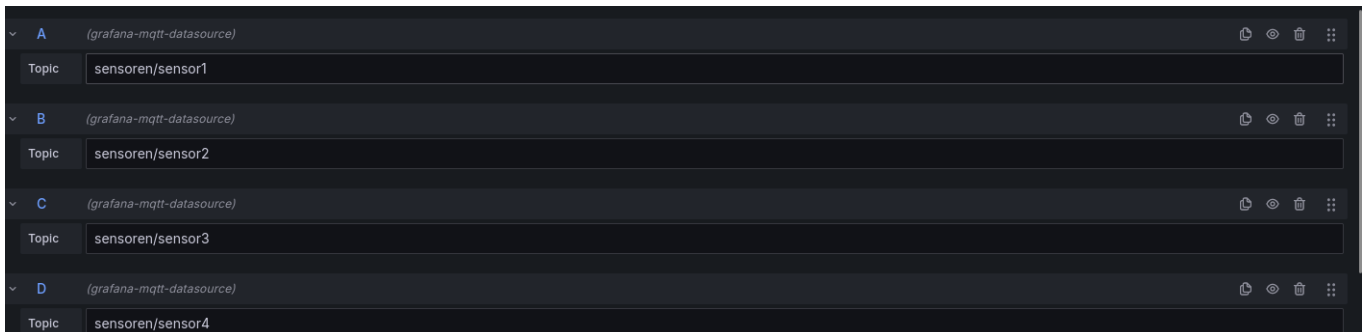 A (grafana-mqtt-datasource)
Topic sensoren/sensor1
B (grafana-mqtt-datasource)
Topic sensoren/sensor2
C (grafana-mqtt-datasource)
Topic sensoren/sensor3
D (grafana-mqtt-datasource)
Topic sensoren/sensor4